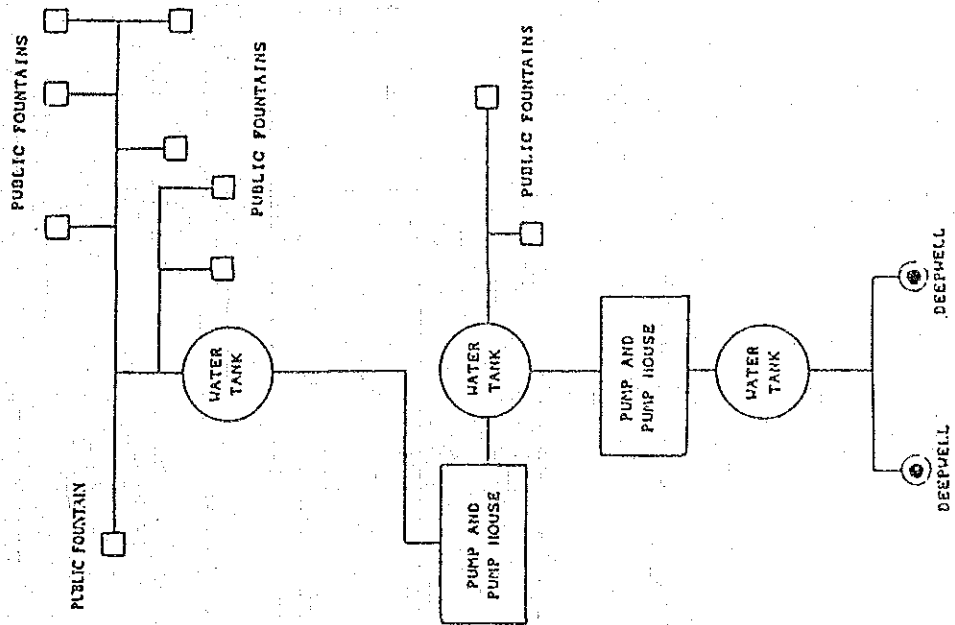 PUBLIC FOUNTAINS
PUBLIC FOUNTAINS
PUBLIC FOUNTAINS
PUBLIC FOUNTAIN
WATER
TANK
WATER
TANK
PUMP AND
PUMP HOUSE
PUMP AND
PUMP HOUSE
WATER
TANK
DEEPWELL
DEEPWELL